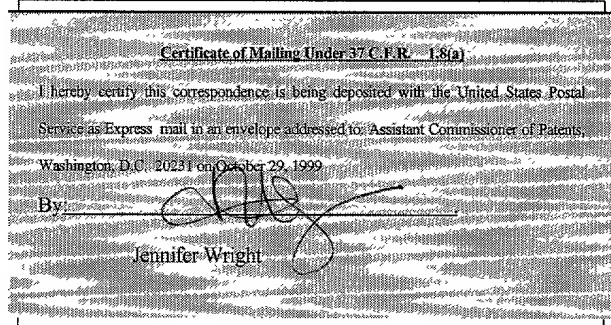 Certificate of Mailing Under 37 C.F.R. 1.8(a)
I hereby certify this correspondence is being deposited with the United States Postal
Service as Express mail in an envelope addressed to: Assistant Commissioner of Patents,
Washington, D.C. 20231 on October 29, 1999
By:
Jennifer Wright